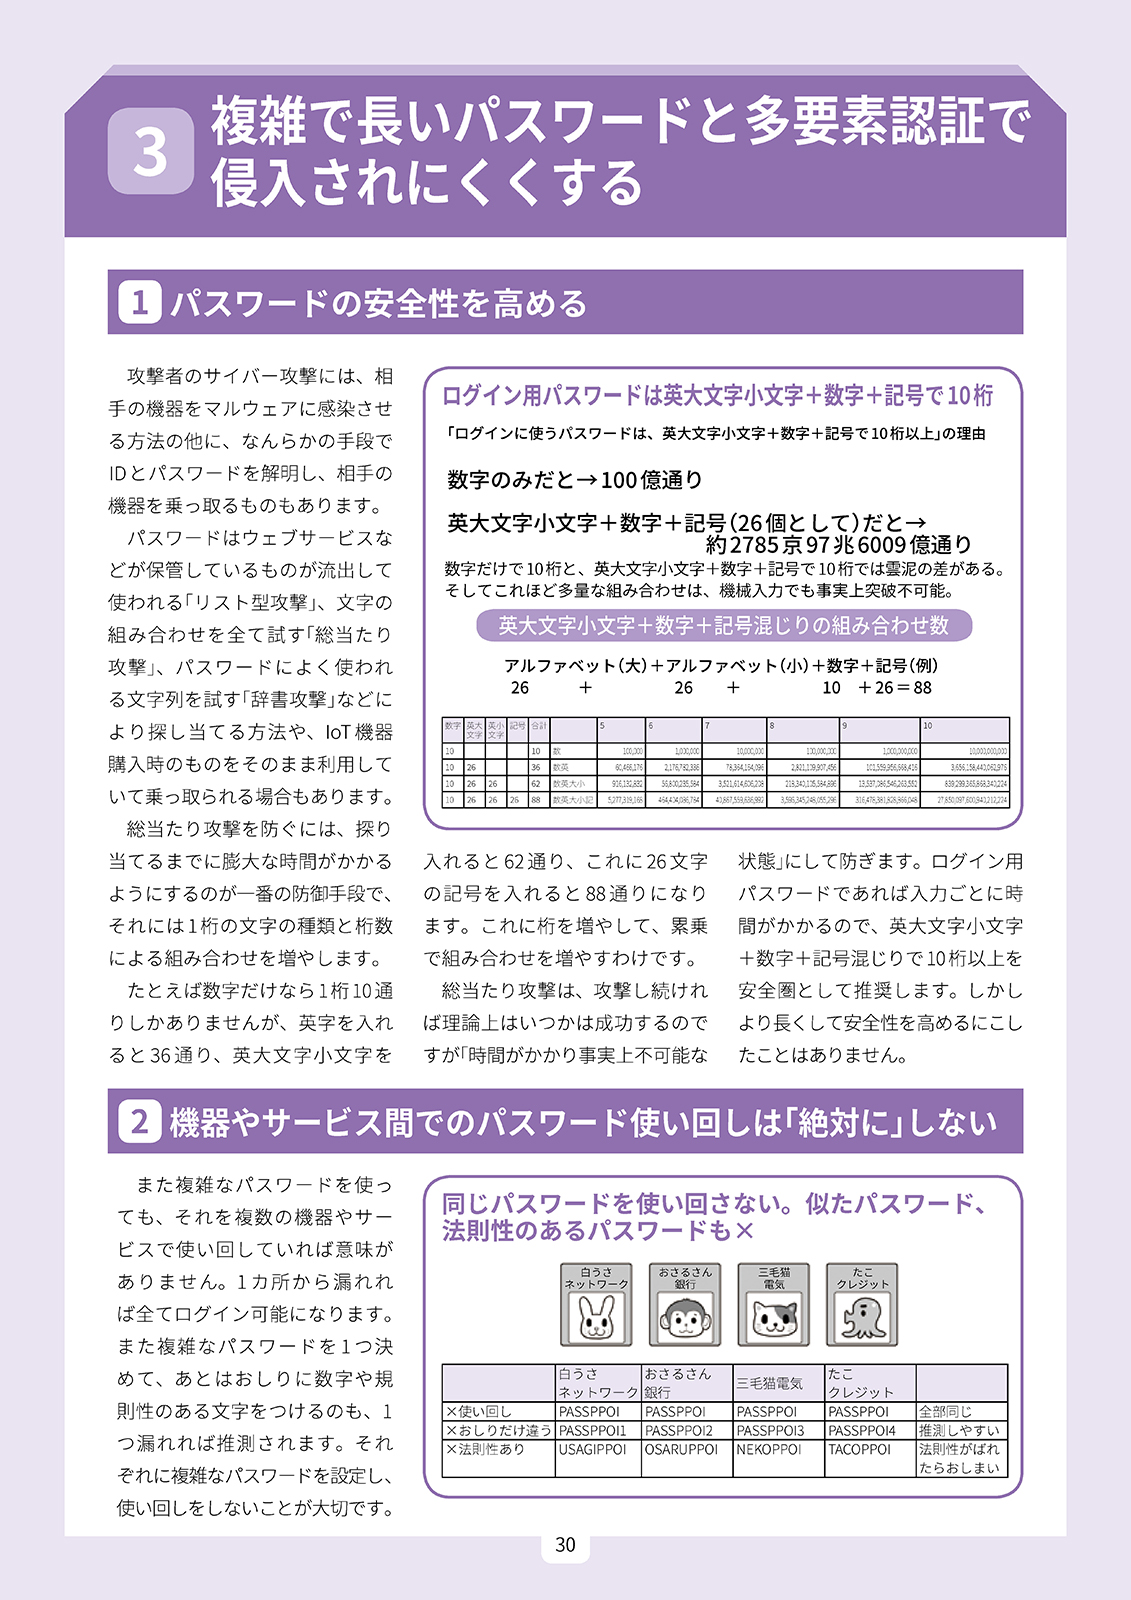 3
複雑で長いパスワードと多要素認証で
侵入されにくくする
1 パスワードの安全性を高める
攻撃者のサイバー攻撃には、相
手の機器をマルウェアに感染させ
る方法の他に、なんらかの手段で
IDとパスワードを解明し、相手の
機器を乗っ取るものもあります。
パスワードはウェブサービスな
どが保管しているものが流出して
使われる「リスト型攻撃」、文字の
組み合わせを全て試す「総当たり
攻撃」、パスワードによく使われ
る文字列を試す「辞書攻撃」などに
より探し当てる方法や、IoT機器
購入時のものをそのまま利用して
いて乗っ取られる場合もあります。
総当たり攻撃を防ぐには、探り
当てるまでに膨大な時間がかかる
ようにするのが一番の防御手段で、
それには1桁の文字の種類と桁数
による組み合わせを増やします。
たとえば数字だけなら1桁10通
りしかありませんが、英字を入れ
ると36通り、英大文字小文字を
ログイン用パスワードは英大文字小文字＋数字＋記号で10桁
「ログインに使うパスワードは、英大文字小文字＋数字＋記号で10桁以上」の理由
数字のみだと→100億通り
英大文字小文字＋数字＋記号（26個として）だと→
約2785京97兆6009億通り
数字だけで10桁と、英大文字小文字＋数字＋記号で10桁では雲泥の差がある。
そしてこれほど多量な組み合わせは、機械入力でも事実上突破不可能。
英大文字小文字＋数字＋記号混じりの組み合わせ数
アルファベット（大）＋アルファベット（小）＋数字＋記号（例）
26 ＋ 26 ＋ 10 ＋26＝88
数字 英大文字 英小文字 記号 合計 5 6 7 8 9 10
10 10 数 100,000 1,000,000 10,000,000 100,000,000 1,000,000,000 10,000,000,000
10 26 36 数英 60,466,176 2,176,782,336 78,364,164,096 2,821,109,907,456 101,559,956,668,416 3,656,158,440,062,976
10 26 26 62 数英大小 916,132,832 56,800,235,584 3,521,614,606,208 218,340,105,584,896 13,537,086,546,263,552 839,299,365,868,340,224
10 26 26 26 88 数英大小記 5,277,319,168 464,404,086,784 40,867,559,636,992 3,596,345,248,055,296 316,478,381,828,866,048 27,850,097,600,940,212,224
入れると62通り、これに26文字
の記号を入れると88通りになり
ます。これに桁を増やして、累乗
で組み合わせを増やすわけです。
総当たり攻撃は、攻撃し続けれ
ば理論上はいつかは成功するので
すが「時間がかかり事実上不可能な
状態」にして防ぎます。ログイン用
パスワードであれば入力ごとに時
間がかかるので、英大文字小文字
＋数字＋記号混じりで10桁以上を
安全圏として推奨します。しかし
より長くして安全性を高めるにこし
たことはありません。
2 機器やサービス間でのパスワード使い回しは「絶対に」しない
また複雑なパスワードを使っ
ても、それを複数の機器やサー
ビスで使い回していれば意味が
ありません。1カ所から漏れれ
ば全てログイン可能になります。
また複雑なパスワードを1つ決
めて、あとはおしりに数字や規
則性のある文字をつけるのも、1
つ漏れれば推測されます。それ
ぞれに複雑なパスワードを設定し、
使い回しをしないことが大切です。
同じパスワードを使い回さない。似たパスワード、
法則性のあるパスワードも×
白うさ
ネットワーク
おさるさん
銀行
三毛猫
電気
たこ
クレジット
白うさ
ネットワーク
おさるさん
銀行
三毛猫電気
たこ
クレジット
×使い回し PASSPPOI PASSPPOI PASSPPOI PASSPPOI 全部同じ
×おしりだけ違う PASSPPOI1 PASSPPOI2 PASSPPOI3 PASSPPOI4 推測しやすい
×法則性あり USAGIPPOI OSARUPPOI NEKOPPOI TACOPPOI 法則性がばれ
たらおしまい
30